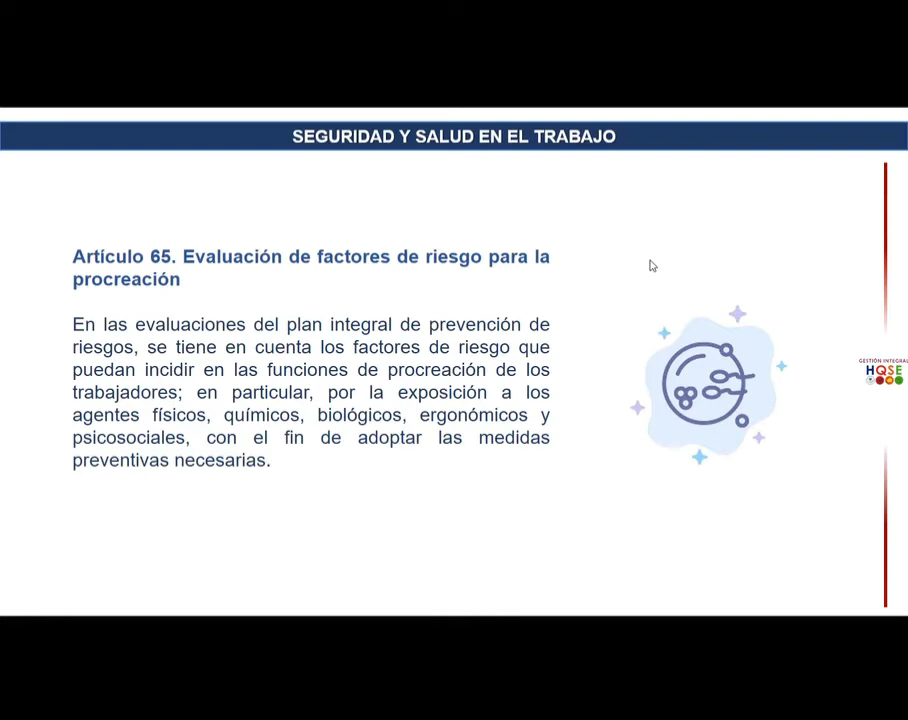 SEGURIDAD Y SALUD EN EL TRABAJO
Artículo 65. Evaluación de factores de riesgo para la
procreación
En las evaluaciones del plan integral de prevención de
riesgos, se tiene en cuenta los factores de riesgo que
puedan incidir en las funciones de procreación de los
trabajadores; en particular, por la exposición a los
agentes físicos, químicos, biológicos, ergonómicos y
psicosociales, con el fin de adoptar las medidas
preventivas necesarias.
GESTIÓN INTEGRAL
HQSE